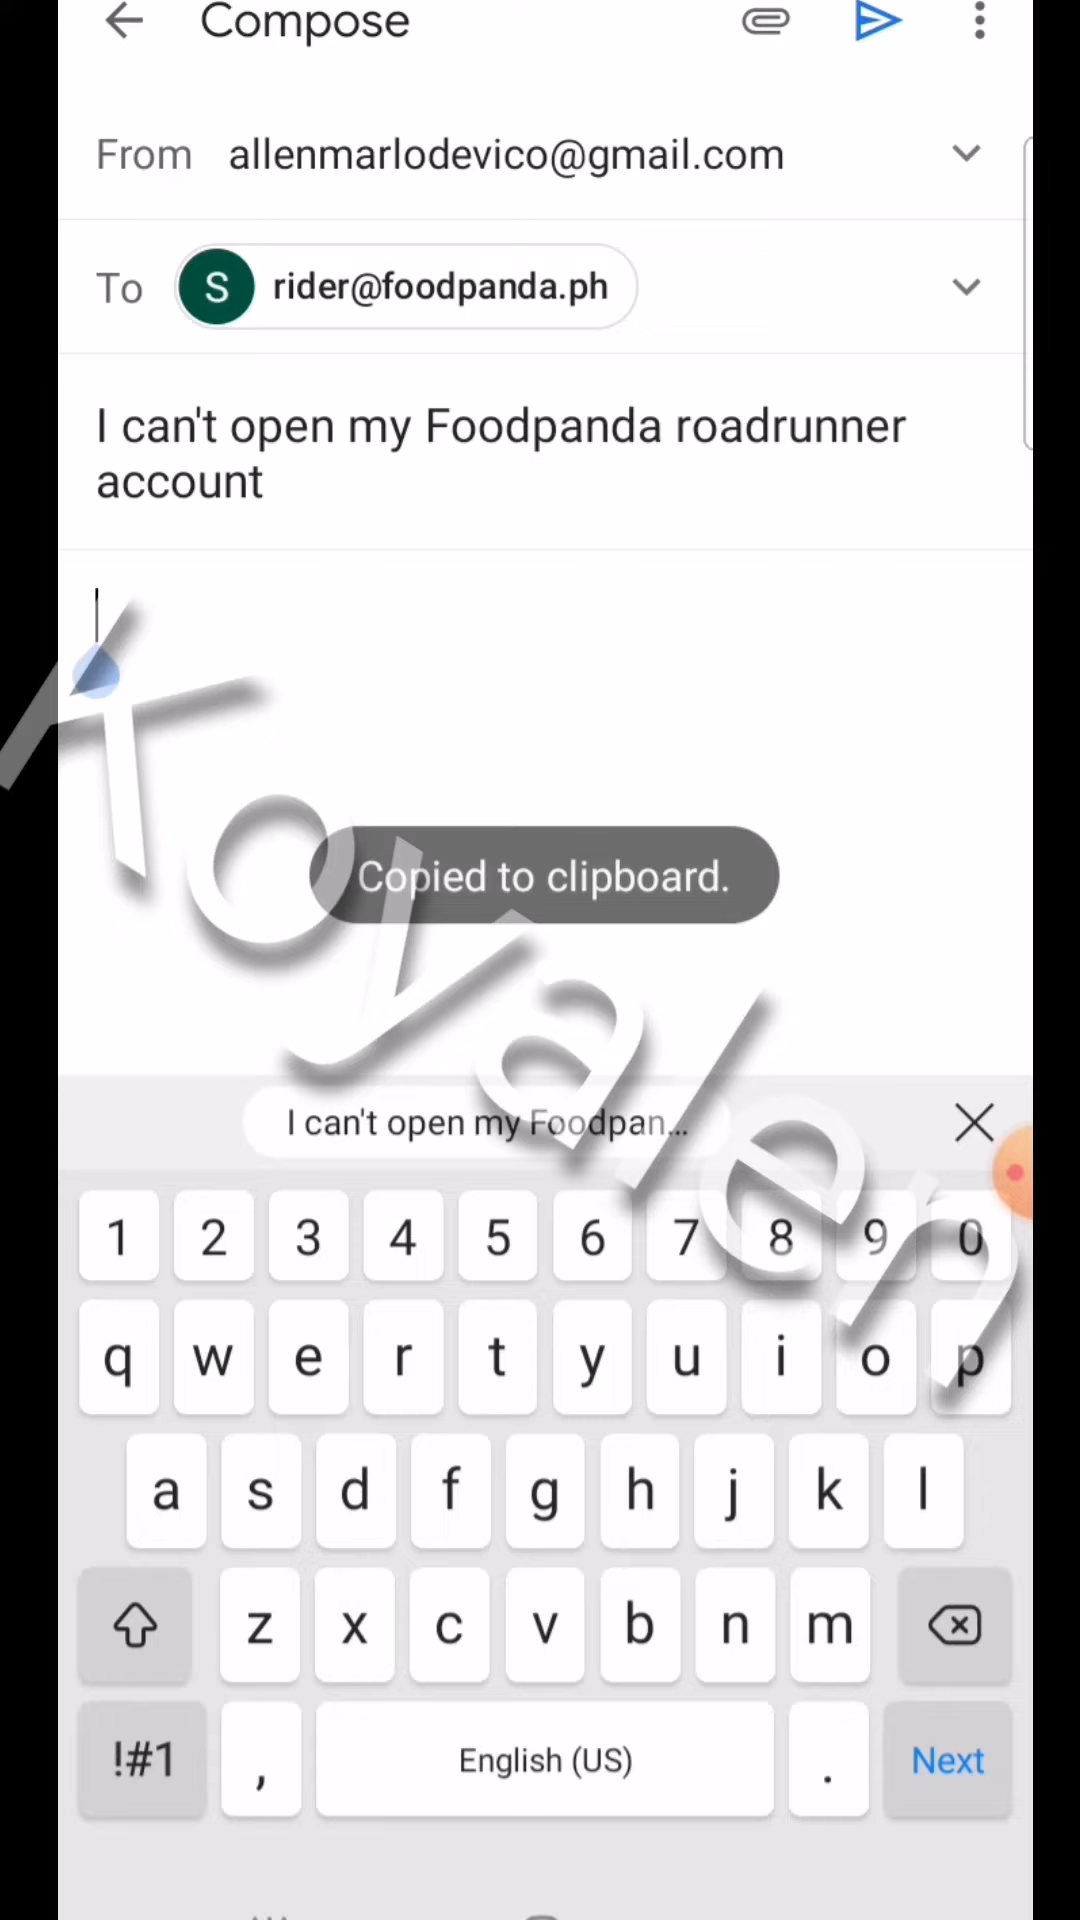 Compose
From allenmarlodevico@gmail.com
To S rider@foodpanda.ph
I can't open my Foodpanda roadrunner
account
Koyalen
Copied to clipboard.
I can't open my Foodpan...
1 2 3 4 5 6 7 8 9 0
q w e r t y u i o p
a s d f g h j k l
z x c v b n m
!#1 , English (US) . Next